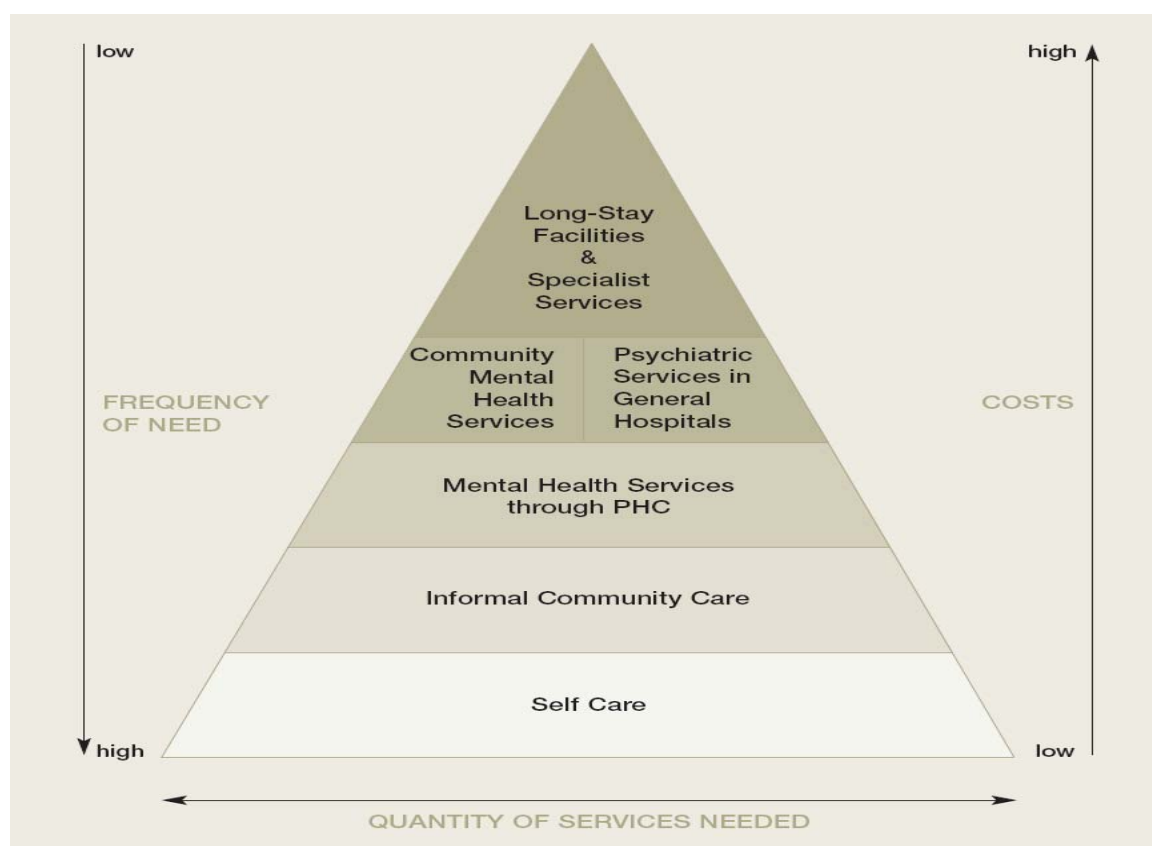 low
high
Long-Stay
Facilities
&
Specialist
Services
Community
Mental
Health
Services
Psychiatric
Services in
General
Hospitals
FREQUENCY
OF NEED
COSTS
Mental Health Services
through PHC
Informal Community Care
Self Care
high
low
QUANTITY OF SERVICES NEEDED